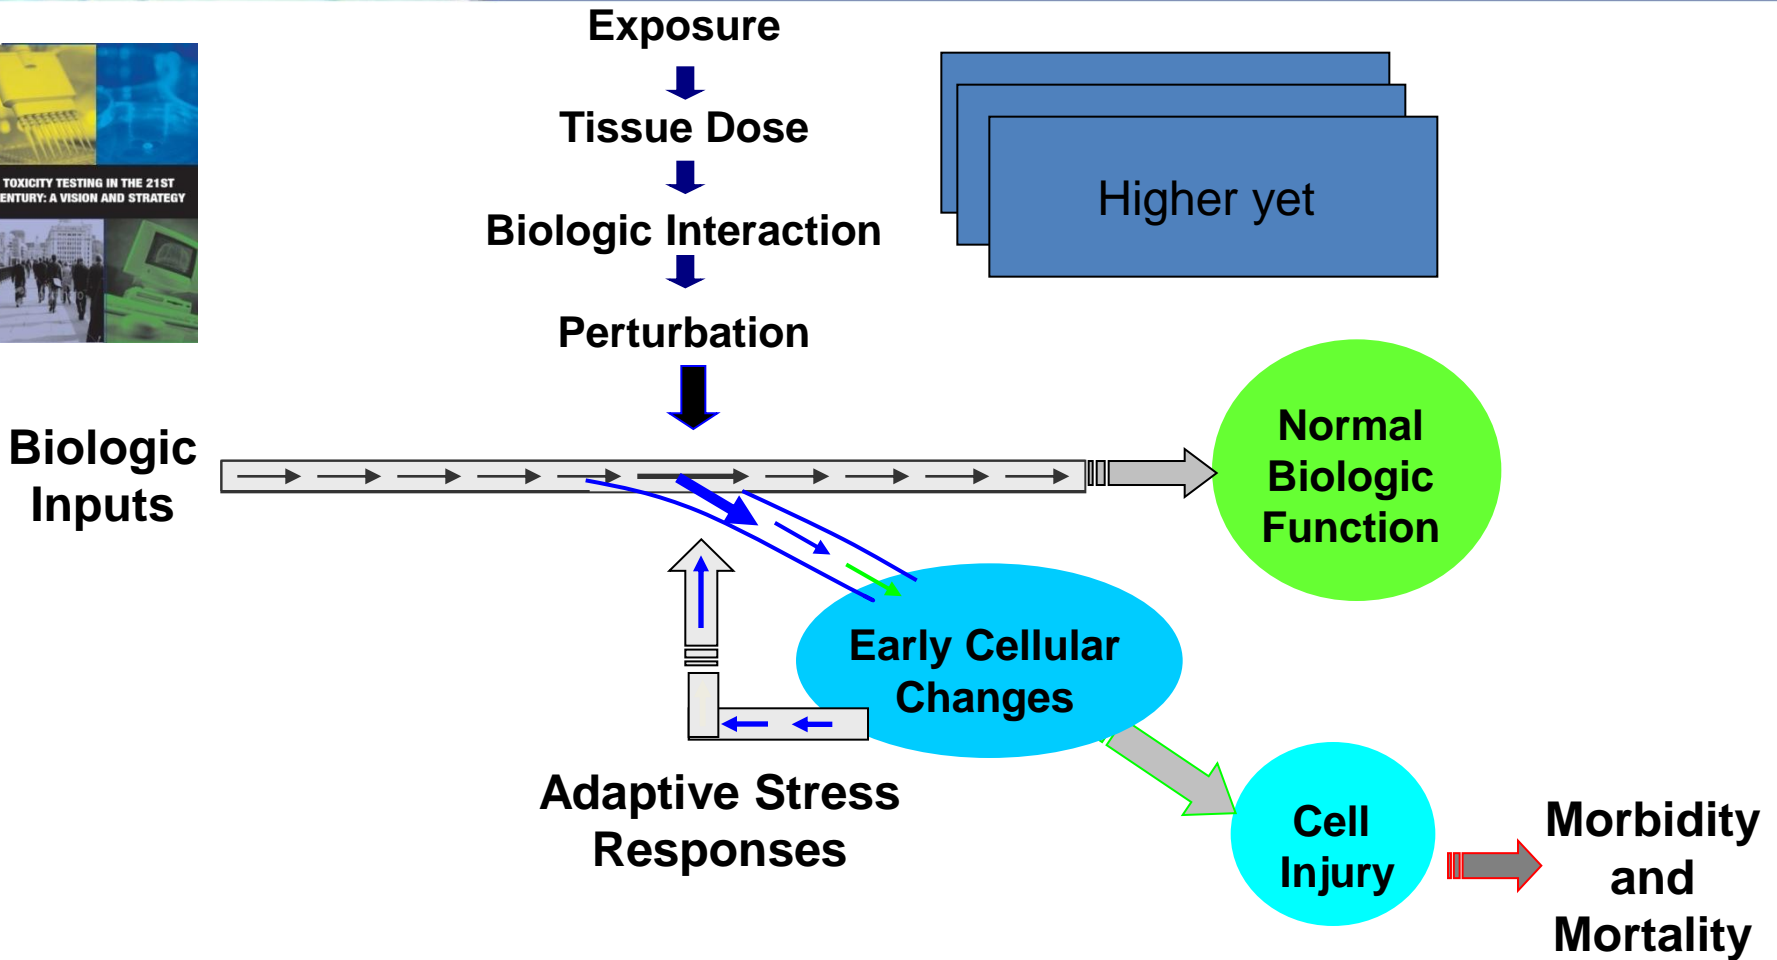 Exposure
Tissue Dose
Biologic Interaction
Perturbation
Higher yet
TOXICITY TESTING IN THE 21ST
ENTURY: A VISION AND STRATEGY
Biologic
Inputs
Normal
Biologic
Function
Early Cellular
Changes
Adaptive Stress
Responses
Cell
Injury
Morbidity
and
Mortality